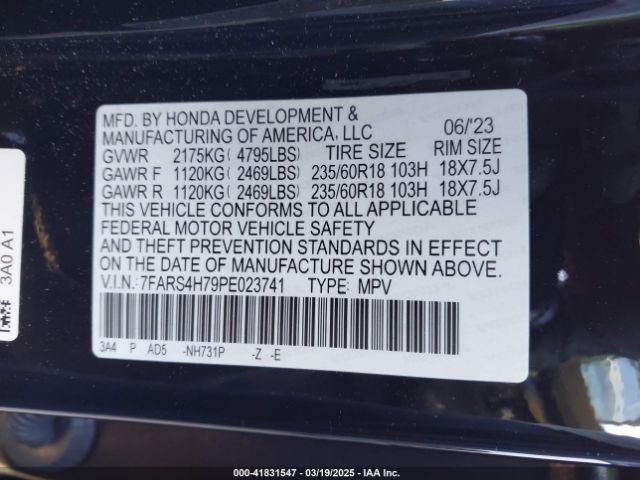 MFD. BY HONDA DEVELOPMENT &
MANUFACTURING OF AMERICA, LLC 06/'23
GVWR 2175KG( 4795LBS) TIRE SIZE RIM SIZE
GAWR F 1120KG( 2469LBS) 235/60R18 103H 18X7.5J
GAWR R 1120KG( 2469LBS) 235/60R18 103H 18X7.5J
THIS VEHICLE CONFORMS TO ALL APPLICABLE
FEDERAL MOTOR VEHICLE SAFETY
AND THEFT PREVENTION STANDARDS IN EFFECT
ON THE DATE OF MANUFACTURE SHOWN ABOVE.
V.I.N.:7FARS4H79PE023741 TYPE: MPV
3A4 P AD5 -NH731P -Z -E
3A0 A1
000-41831547 | 03/19/2025 | IAAI.COM